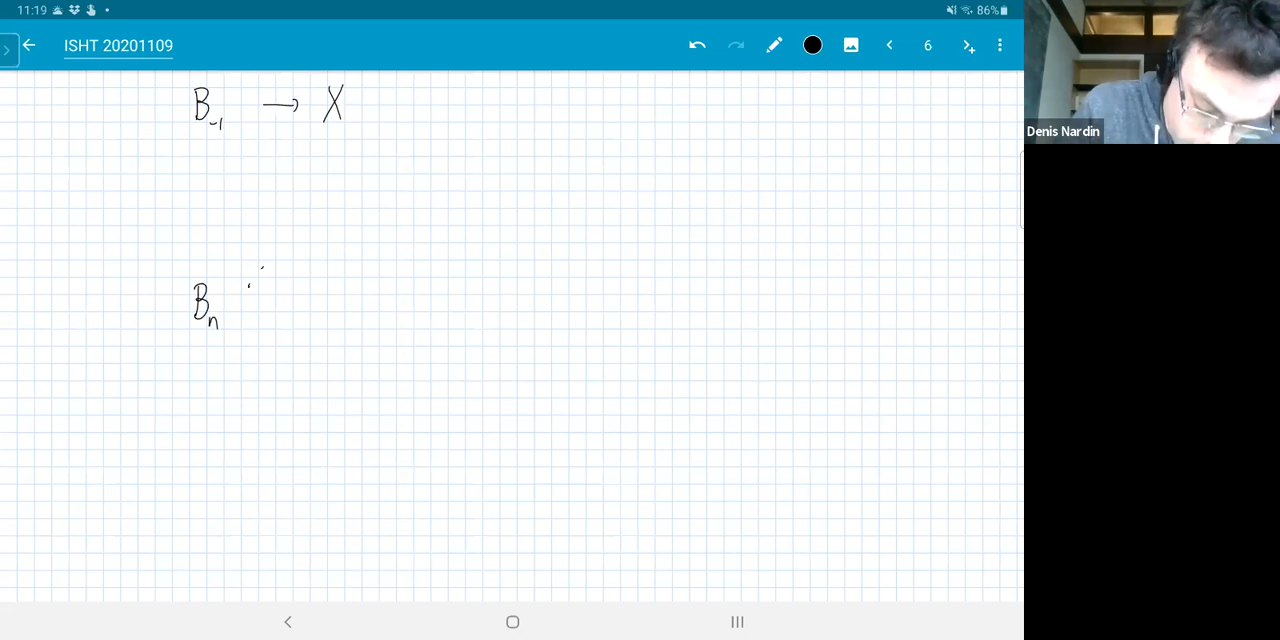 11:19 86%
ISHT 20201109 6
Denis Nardin
B₋₁ → X
Bₙ